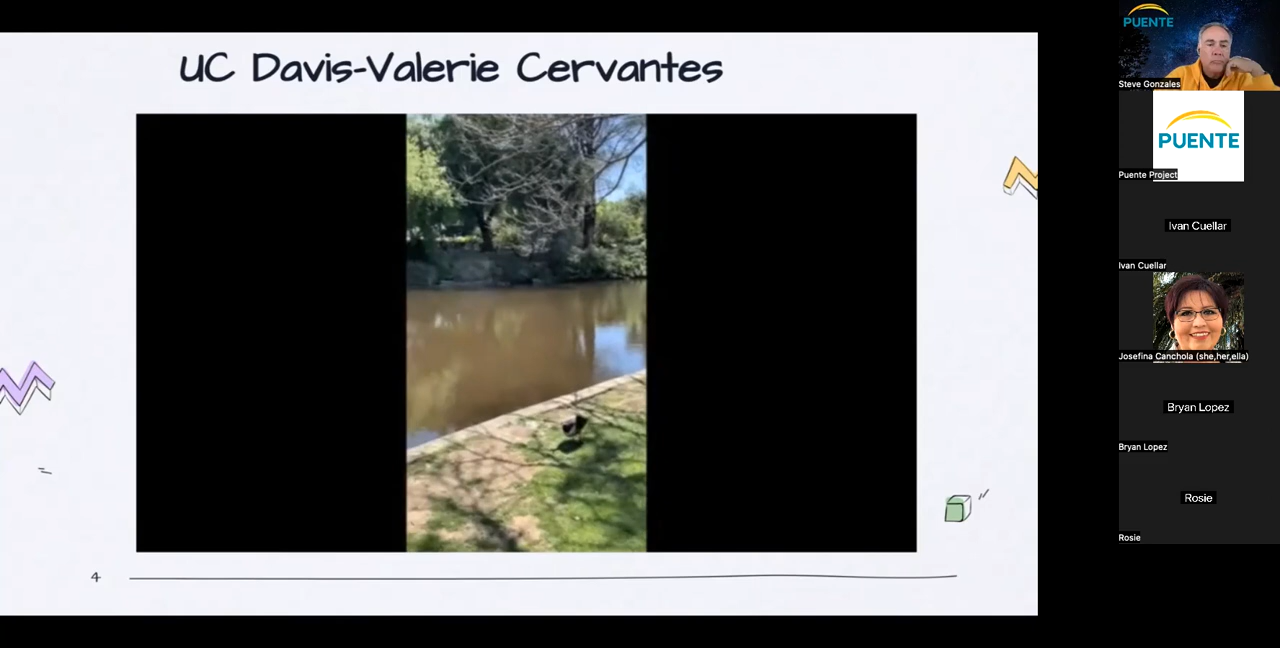 UC Davis-Valerie Cervantes
4
PUENTE
Steve Gonzales
PUENTE
Puente Project
Ivan Cuellar
Ivan Cuellar
Josefina Canchola (she,her,ella)
Bryan Lopez
Bryan Lopez
Rosie
Rosie